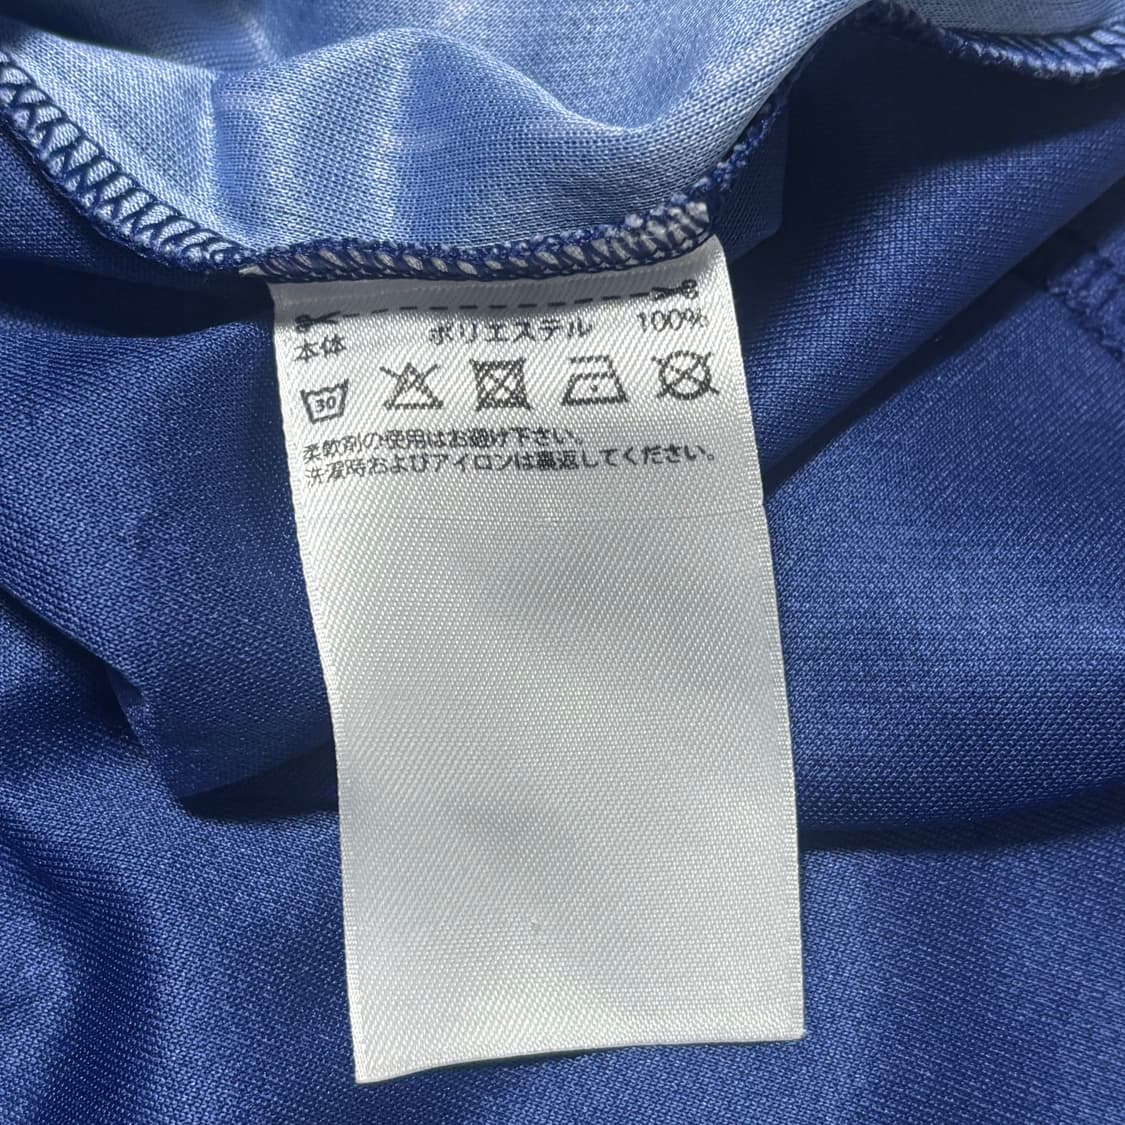 本体 ポリエステル 100%
30
柔軟剤の使用はお避け下さい。
洗濯時およびアイロンは裏返してください。